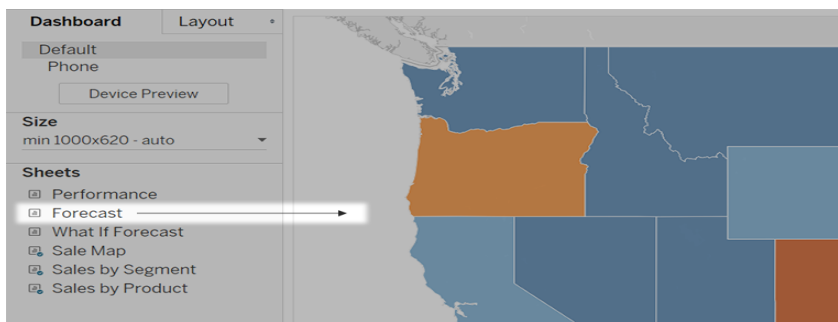 Dashboard
Layout
Default
Phone
Device Preview
Size
min 1000x620 - auto
Sheets
Performance
Forecast
What If Forecast
Sale Map
Sales by Segment
Sales by Product